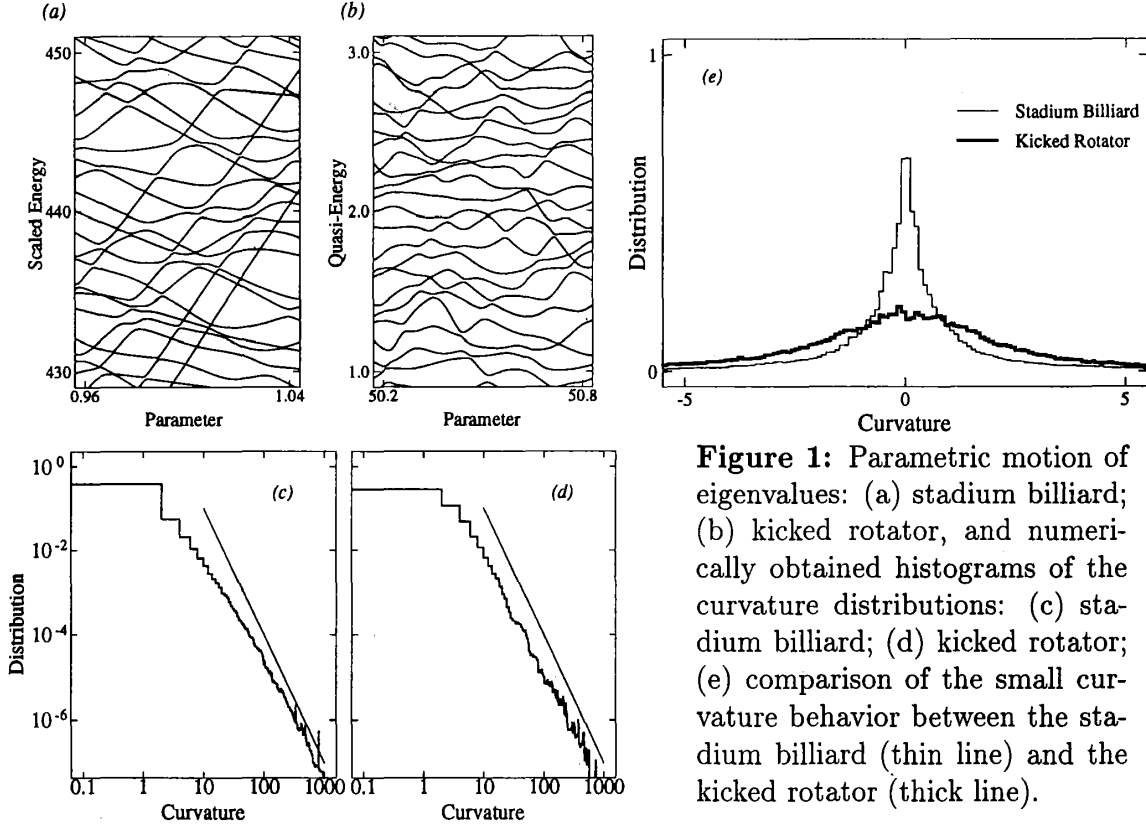 (a)
451
440
430
Scaled Energy
0.96
1.04
Parameter
(b)
3.0
2.0
1.0
Quasi-Energy
50.2
50.8
Parameter
(e)
1
0
Distribution
Stadium Billiard
Kicked Rotator
-5
0
5
Curvature
(c)
10^0
10^-2
10^-4
10^-6
Distribution
0.1
1
10
100
1000
Curvature
(d)
0.1
1
10
100
1000
Curvature
Figure 1: Parametric motion of
eigenvalues: (a) stadium billiard;
(b) kicked rotator, and numeri-
cally obtained histograms of the
curvature distributions: (c) sta-
dium billiard; (d) kicked rotator;
(e) comparison of the small cur-
vature behavior between the sta-
dium billiard (thin line) and the
kicked rotator (thick line).